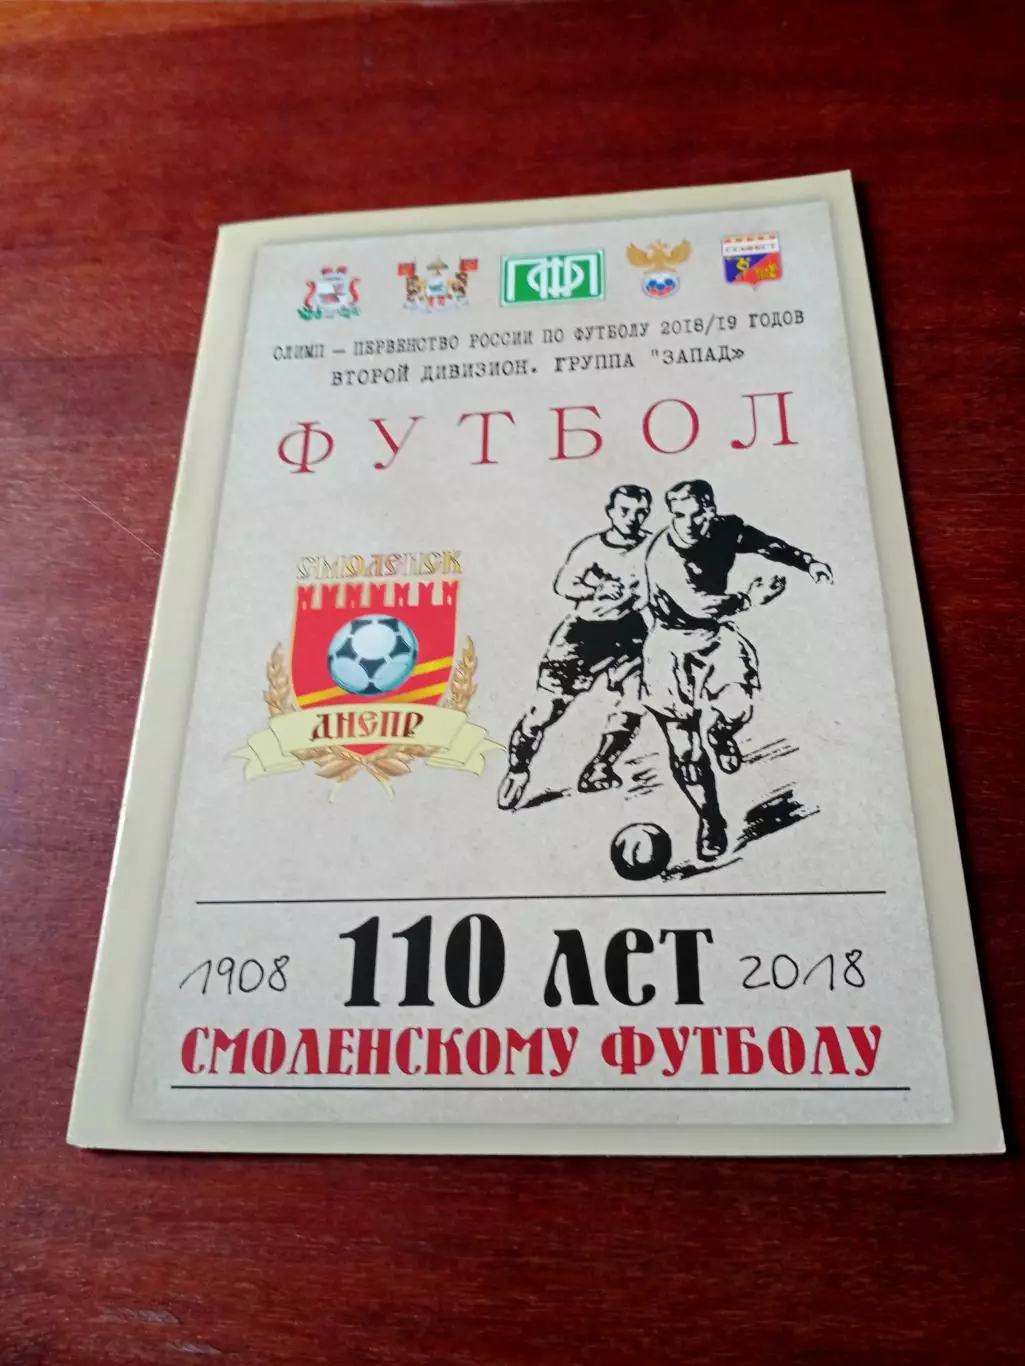 ПФЛ
ОЛИМП – ПЕРВЕНСТВО РОССИИ ПО ФУТБОЛУ 2018/19 ГОДОВ
ВТОРОЙ ДИВИЗИОН. ГРУППА "ЗАПАД»
ФУТБОЛ
СМОЛЕНСК
ДНЕПР
1908 110 ЛЕТ 2018
СМОЛЕНСКОМУ ФУТБОЛУ